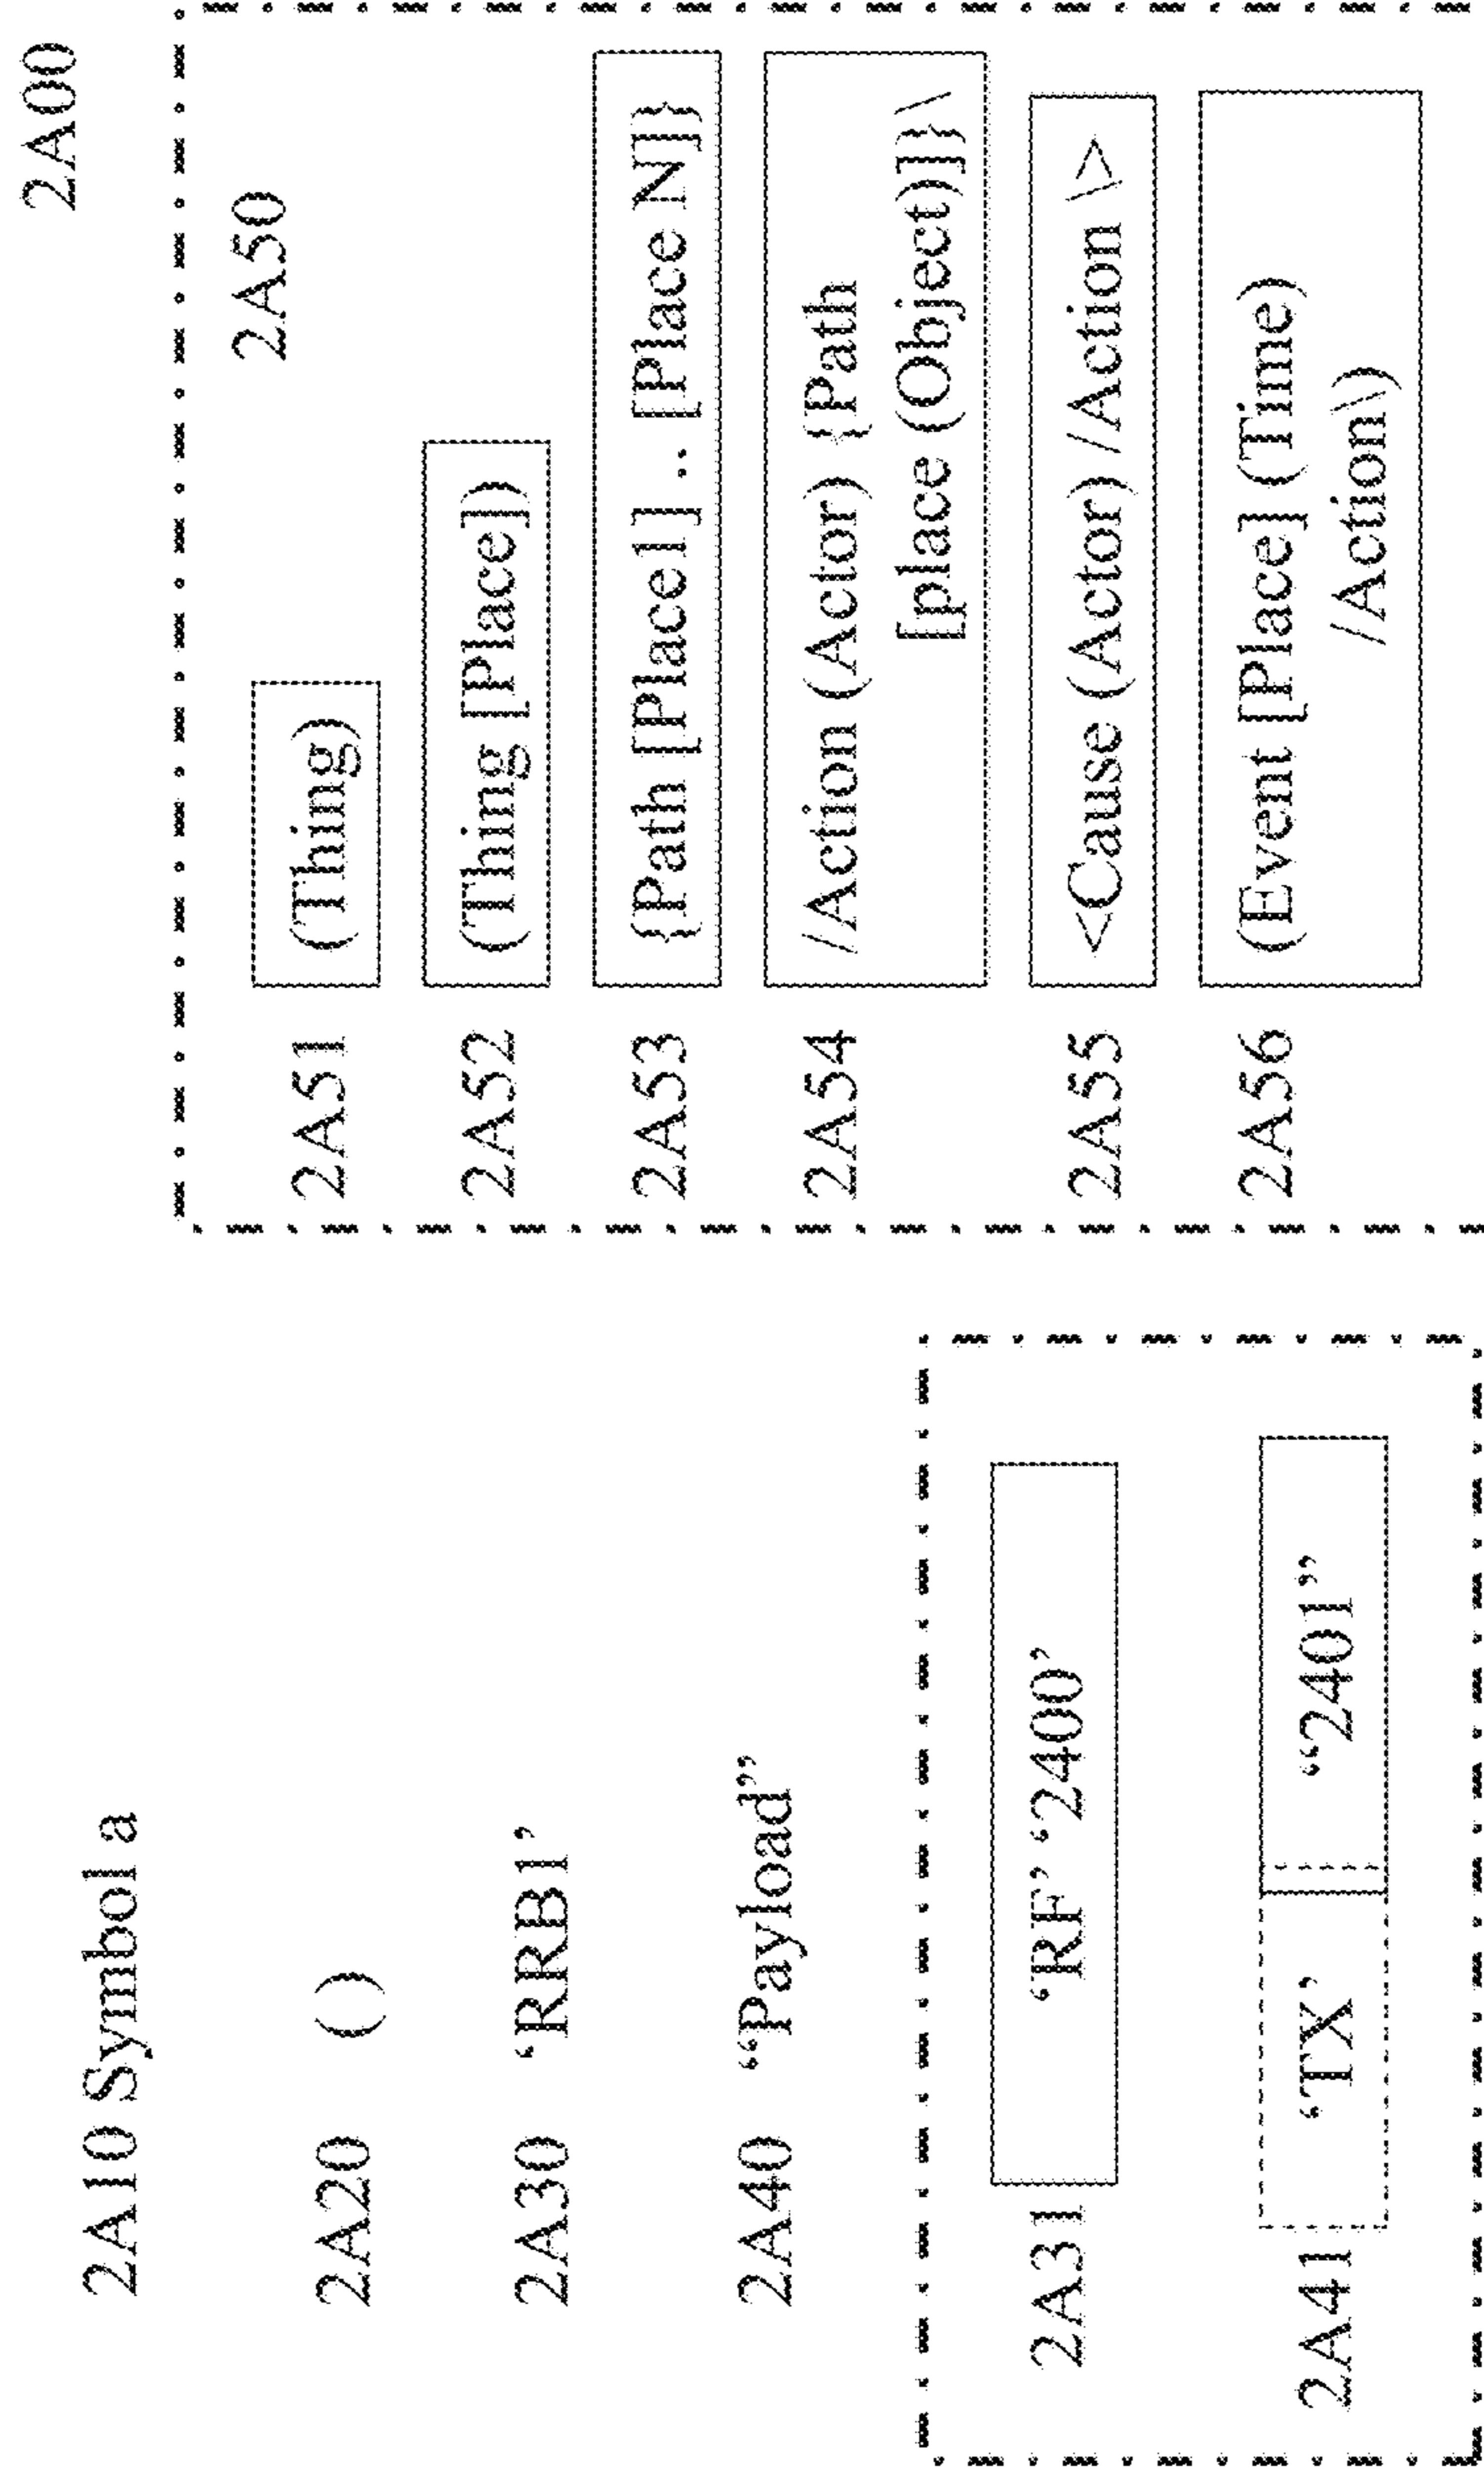 2A00
2A10 Symbol a
2A20 ( )
2A30 ‘RRB1’
2A40 “Payload”
2A31 ‘RF’ ‘2400’
2A41 ‘TX’ “2401”
2A50
2A51 (Thing)
2A52 (Thing [Place])
2A53 {Path [Place1] .. [Place N]}
2A54 /Action (Actor) {Path
[place (Object)]}\
2A55 <Cause (Actor) /Action \>
2A56 (Event [Place] (Time)
/Action\)